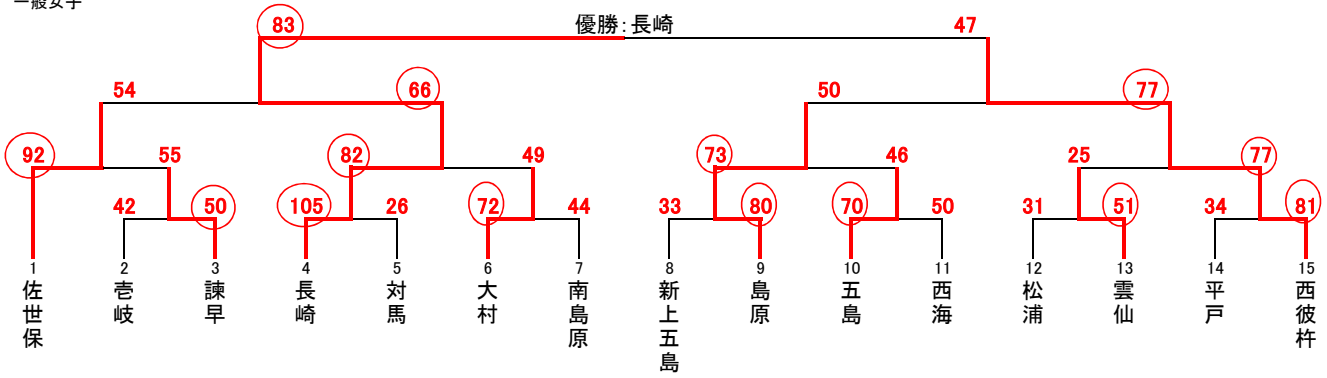 一般女子
83 優勝：長崎 47
54 66 50 77
92 55 82 49 73 46 25 77
42 50 105 26 72 44 33 80 70 50 31 51 34 81
1 2 3 4 5 6 7 8 9 10 11 12 13 14 15
佐世保
壱岐
諫早
長崎
対馬
大村
南島原
新上五島
島原
五島
西海
松浦
雲仙
平戸
西彼杵